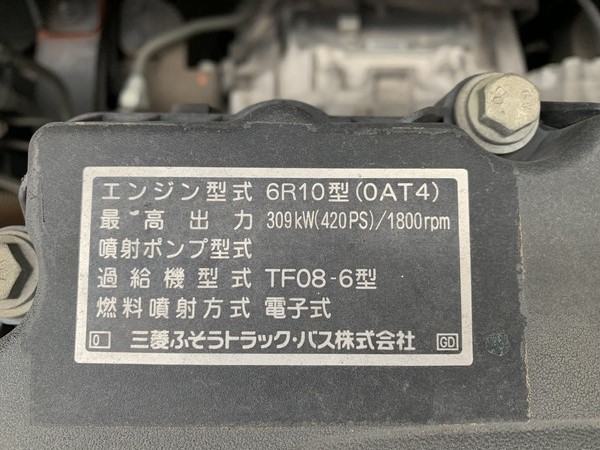 エンジン型式 6R10型(0AT4)
最高出力 309kW(420PS)/1800rpm
噴射ポンプ型式
過給機型式 TF08-6型
燃料噴射方式 電子式
0 三菱ふそうトラック・バス株式会社 GD